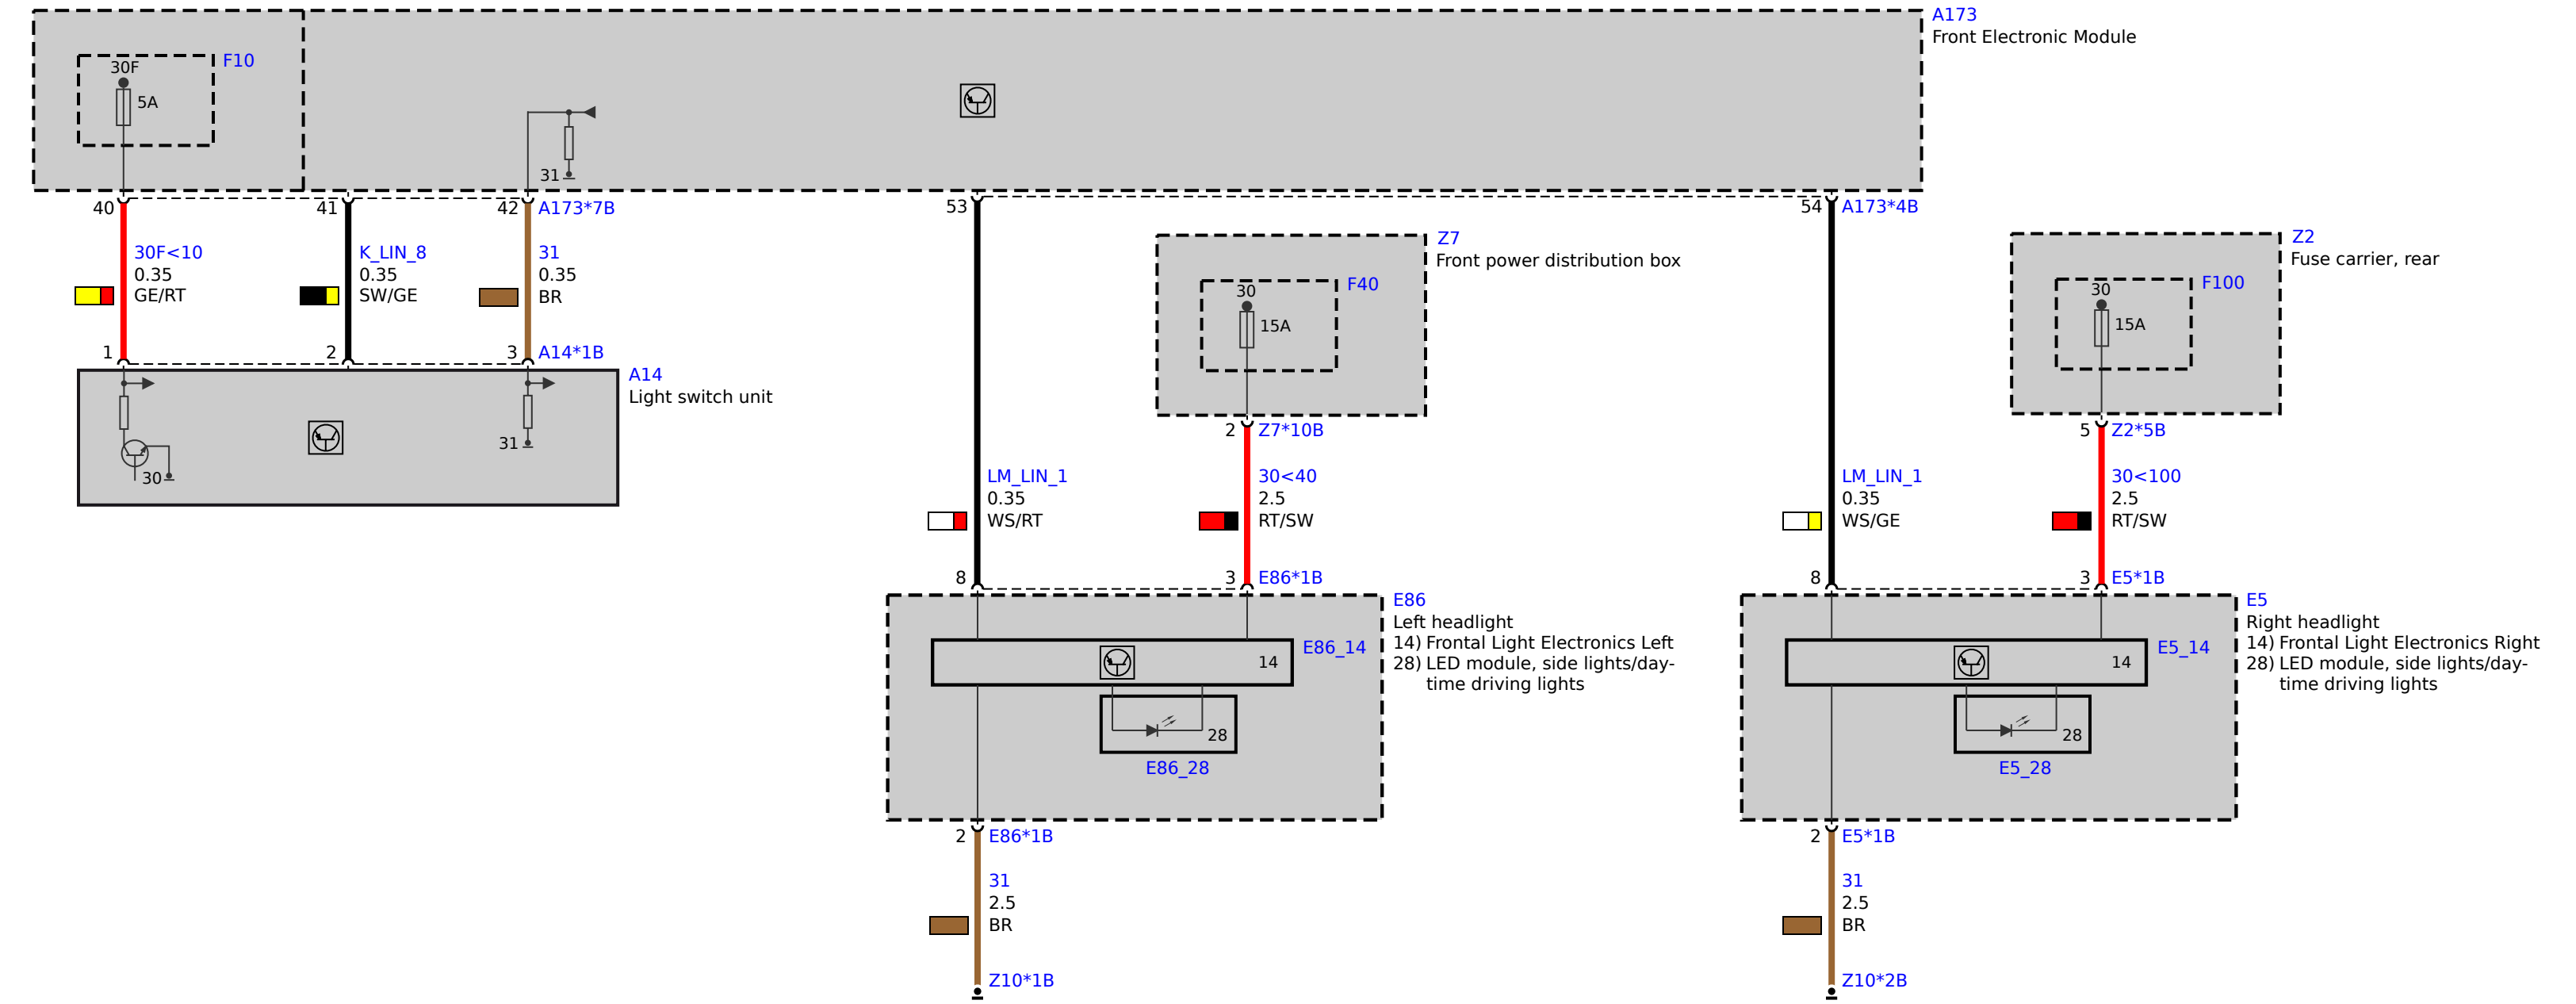 A173
Front Electronic Module
F10
30F
5A
31
40
41
42
A173*7B
53
54
A173*4B
30F<10
0.35
GE/RT
K_LIN_8
0.35
SW/GE
31
0.35
BR
1
2
3
A14*1B
A14
Light switch unit
30
31
Z7
Front power distribution box
F40
30
15A
2
Z7*10B
Z2
Fuse carrier, rear
F100
30
15A
5
Z2*5B
LM_LIN_1
0.35
WS/RT
30<40
2.5
RT/SW
LM_LIN_1
0.35
WS/GE
30<100
2.5
RT/SW
8
3
E86*1B
E86
Left headlight
14) Frontal Light Electronics Left
28) LED module, side lights/day-
time driving lights
E86_14
14
28
E86_28
2
E86*1B
31
2.5
BR
Z10*1B
8
3
E5*1B
E5
Right headlight
14) Frontal Light Electronics Right
28) LED module, side lights/day-
time driving lights
E5_14
14
28
E5_28
2
E5*1B
31
2.5
BR
Z10*2B